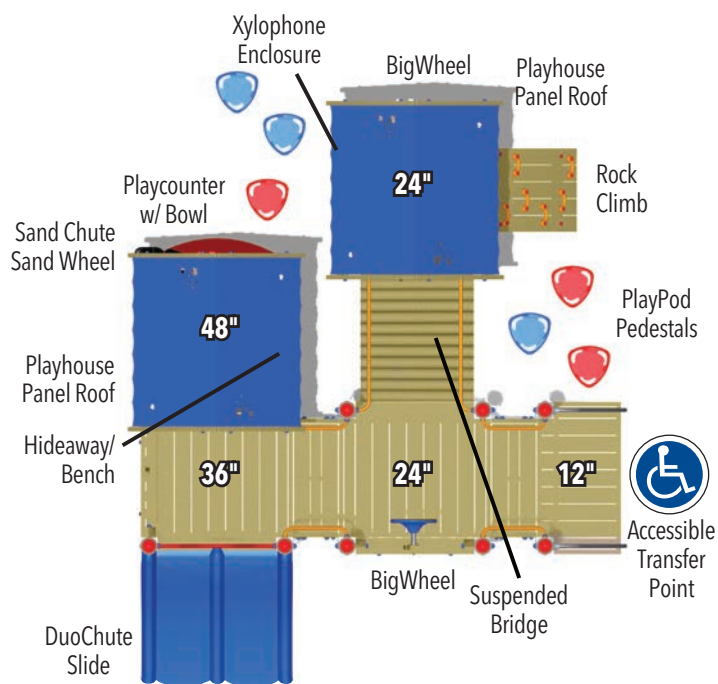 Xylophone
Enclosure
BigWheel
Playhouse
Panel Roof
24"
Rock
Climb
Playcounter
w/ Bowl
Sand Chute
Sand Wheel
48"
PlayPod
Pedestals
Playhouse
Panel Roof
Hideaway/
Bench
36"
24"
12"
Accessible
Transfer
Point
BigWheel
Suspended
Bridge
DuoChute
Slide